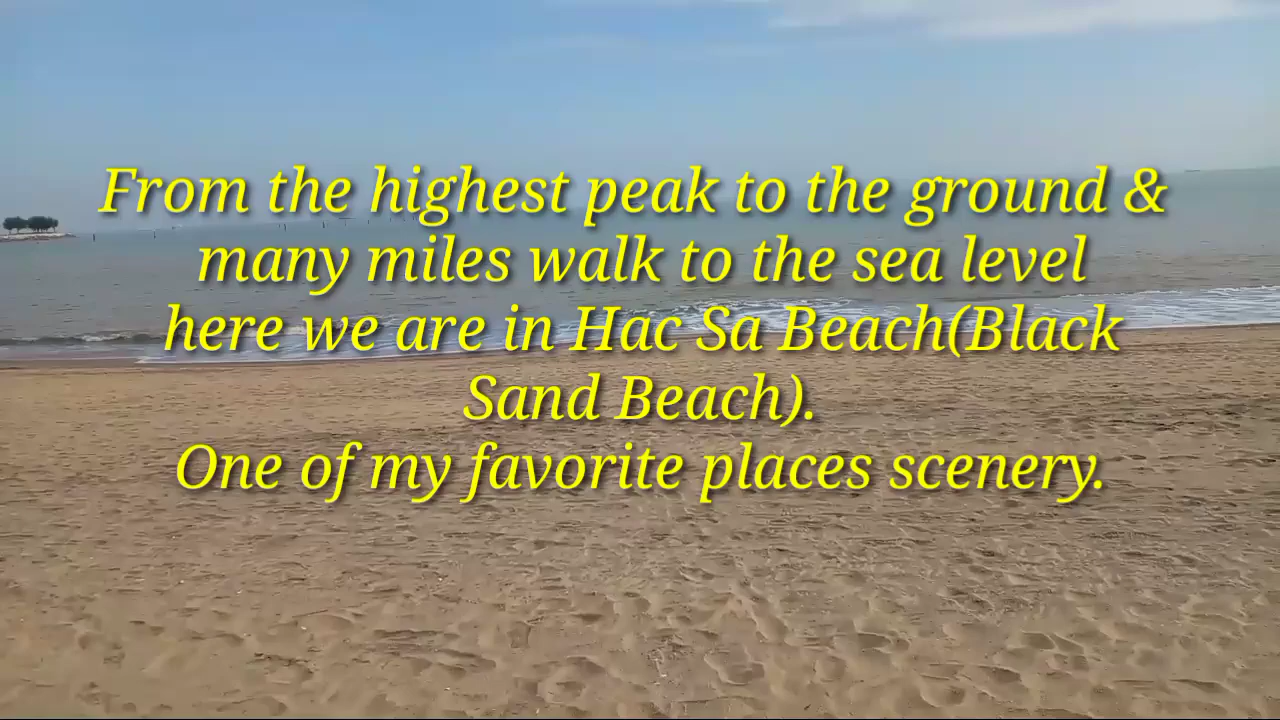 From the highest peak to the ground &
many miles walk to the sea level
here we are in Hac Sa Beach(Black
Sand Beach).
One of my favorite places scenery.